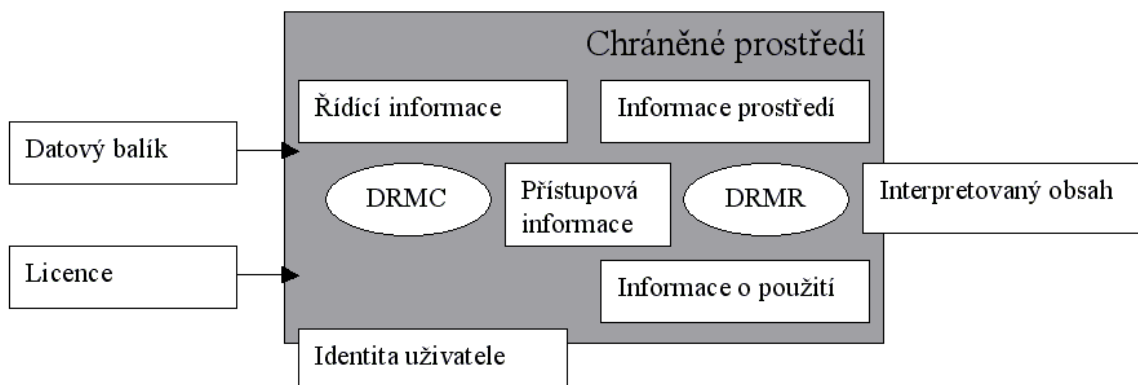 Chráněné prostředí
Řídící informace
Informace prostředí
Datový balík
DRMC
Přístupová
informace
DRMR
Interpretovaný obsah
Licence
Informace o použití
Identita uživatele